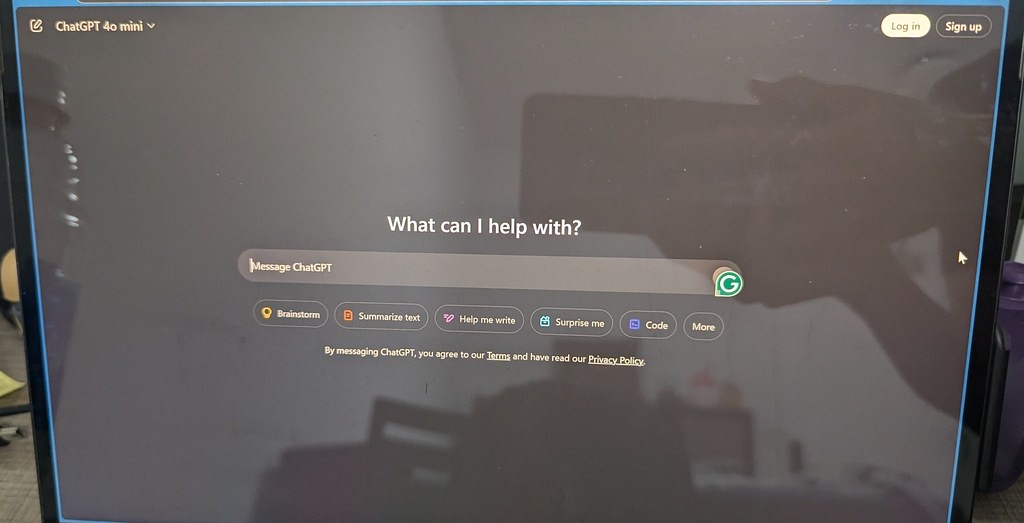 ChatGPT 4o mini
Log in
Sign up
What can I help with?
Message ChatGPT
G
Brainstorm
Summarize text
Help me write
Surprise me
Code
More
By messaging ChatGPT, you agree to our Terms and have read our Privacy Policy.